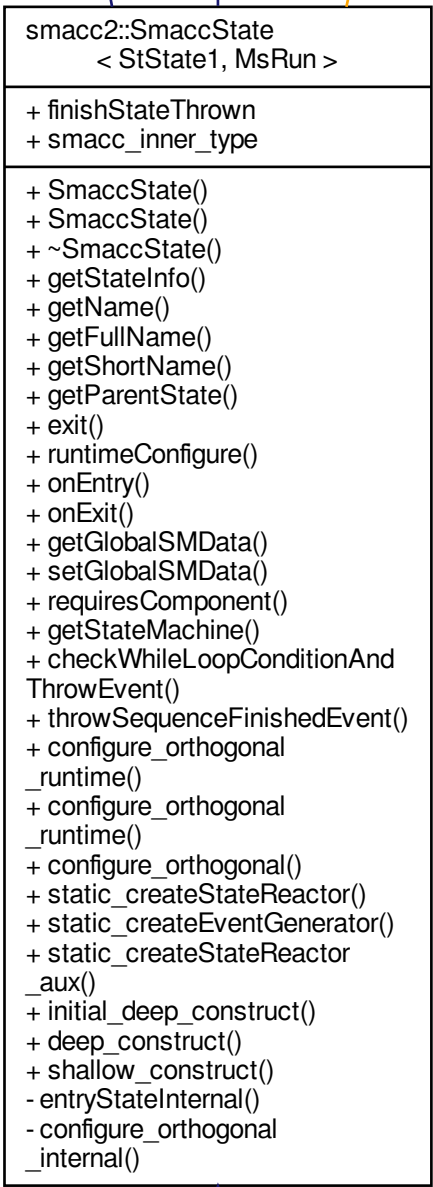 smacc2::SmaccState
< StState1, MsRun >
+ finishStateThrown
+ smacc_inner_type
+ SmaccState()
+ SmaccState()
+ ~SmaccState()
+ getStateInfo()
+ getName()
+ getFullName()
+ getShortName()
+ getParentState()
+ exit()
+ runtimeConfigure()
+ onEntry()
+ onExit()
+ getGlobalSMData()
+ setGlobalSMData()
+ requiresComponent()
+ getStateMachine()
+ checkWhileLoopConditionAnd
ThrowEvent()
+ throwSequenceFinishedEvent()
+ configure_orthogonal
_runtime()
+ configure_orthogonal
_runtime()
+ configure_orthogonal()
+ static_createStateReactor()
+ static_createEventGenerator()
+ static_createStateReactor
_aux()
+ initial_deep_construct()
+ deep_construct()
+ shallow_construct()
- entryStateInternal()
- configure_orthogonal
_internal()